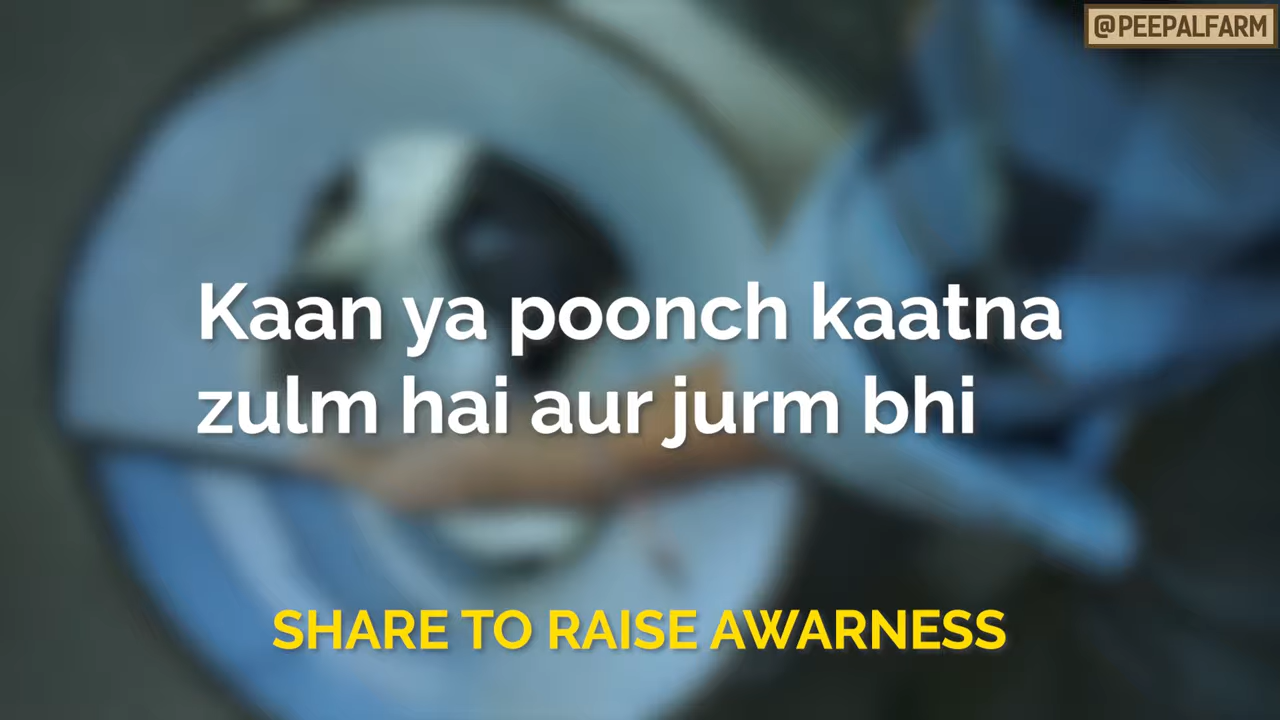 @PEEPALFARM
Kaan ya poonch kaatna
zulm hai aur jurm bhi
SHARE TO RAISE AWARNESS